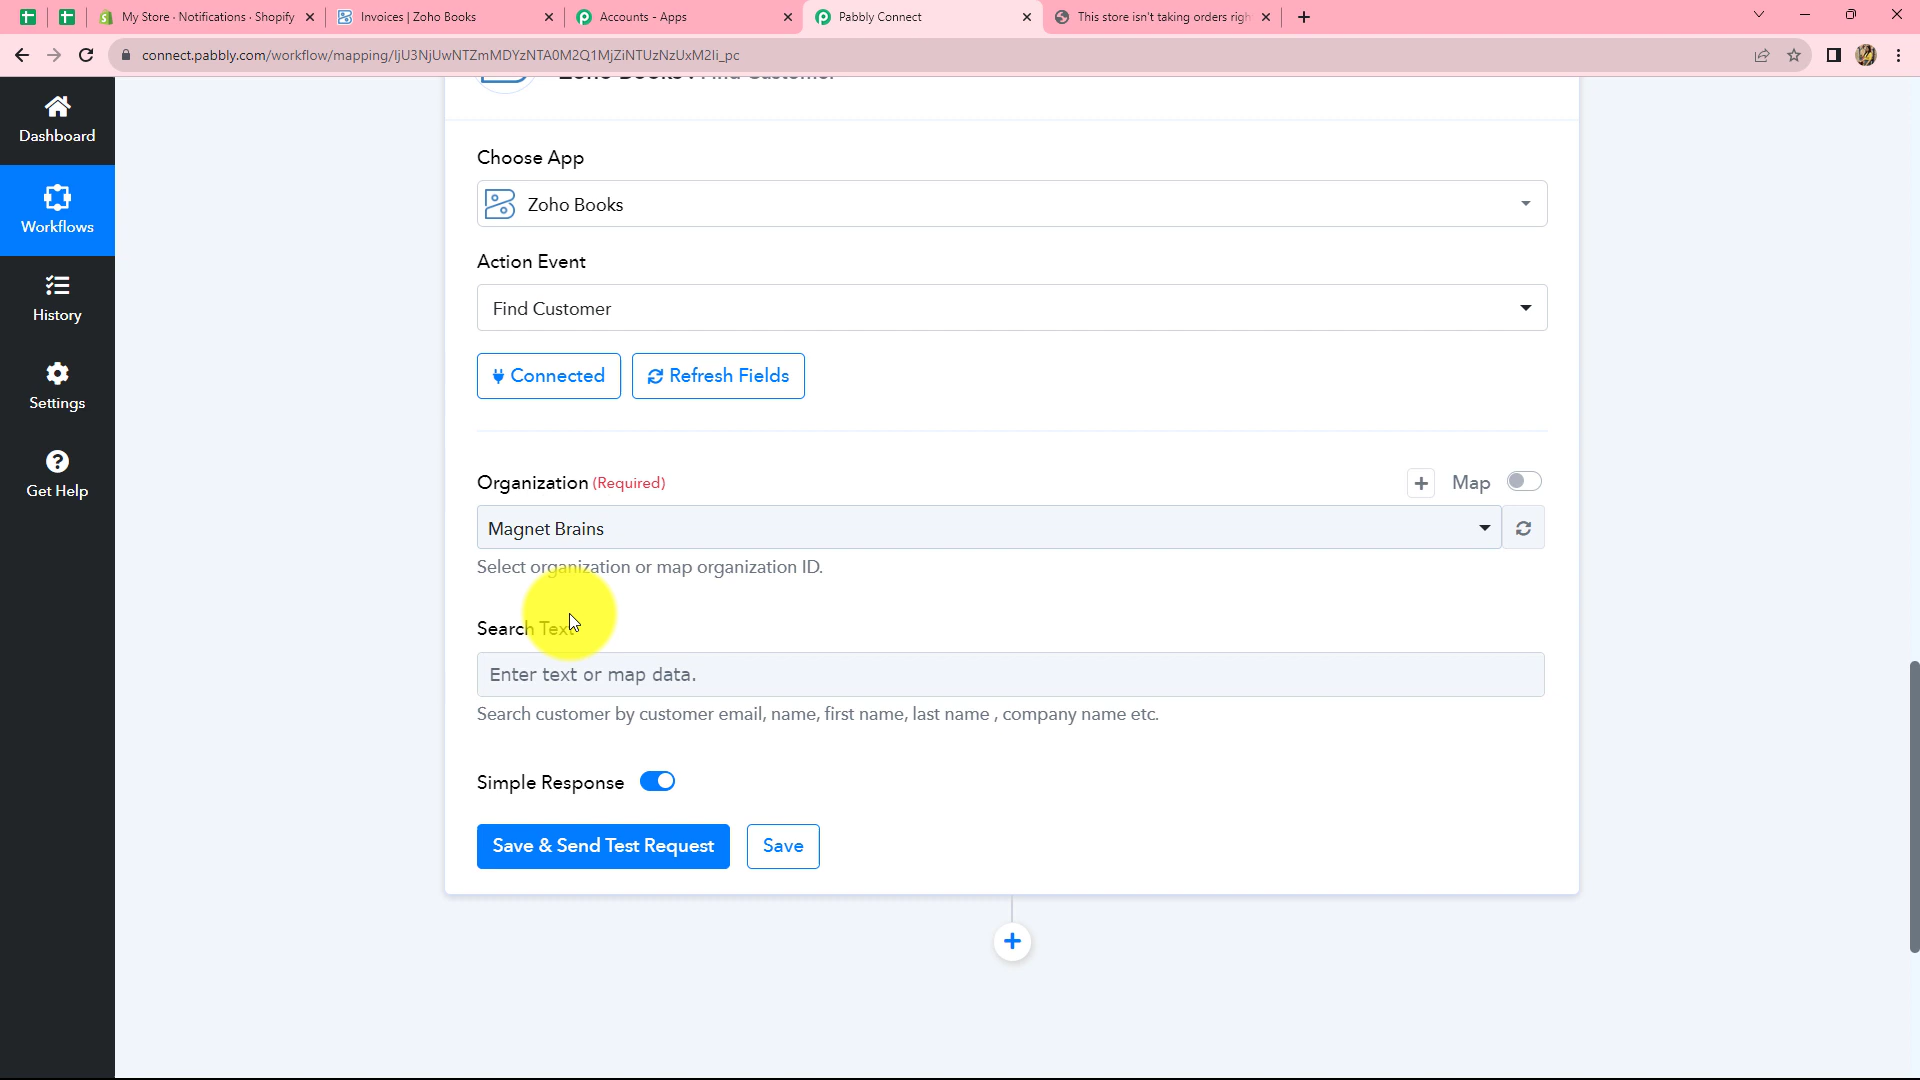 My Store · Notifications · Shopify
Invoices | Zoho Books
Accounts - Apps
Pabbly Connect
This store isn't taking orders righ
connect.pabbly.com/workflow/mapping/IjU3NjUwNTZmMDYzNTA0M2Q1MjZiNTUzNzUxM2Ii_pc
Zoho Books : Find Customer
Dashboard
Workflows
History
Settings
Get Help
Choose App
Zoho Books
Action Event
Find Customer
Connected
Refresh Fields
Organization (Required)
Map
Magnet Brains
Select organization or map organization ID.
Search Text
Enter text or map data.
Search customer by customer email, name, first name, last name , company name etc.
Simple Response
Save & Send Test Request
Save